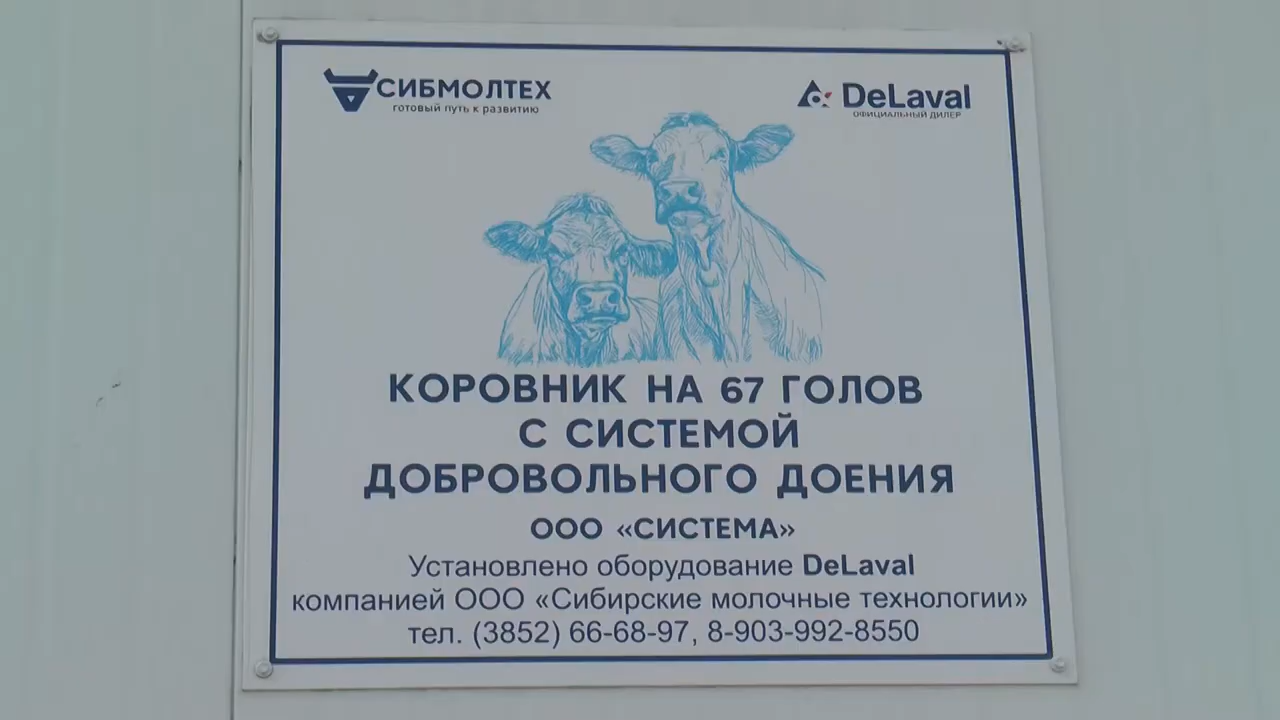 СИБМОЛТЕХ
готовый путь к развитию
DeLaval
ОФИЦИАЛЬНЫЙ ДИЛЕР
КОРОВНИК НА 67 ГОЛОВ
С СИСТЕМОЙ
ДОБРОВОЛЬНОГО ДОЕНИЯ
ООО «СИСТЕМА»
Установлено оборудование DeLaval
компанией ООО «Сибирские молочные технологии»
тел. (3852) 66-68-97, 8-903-992-8550